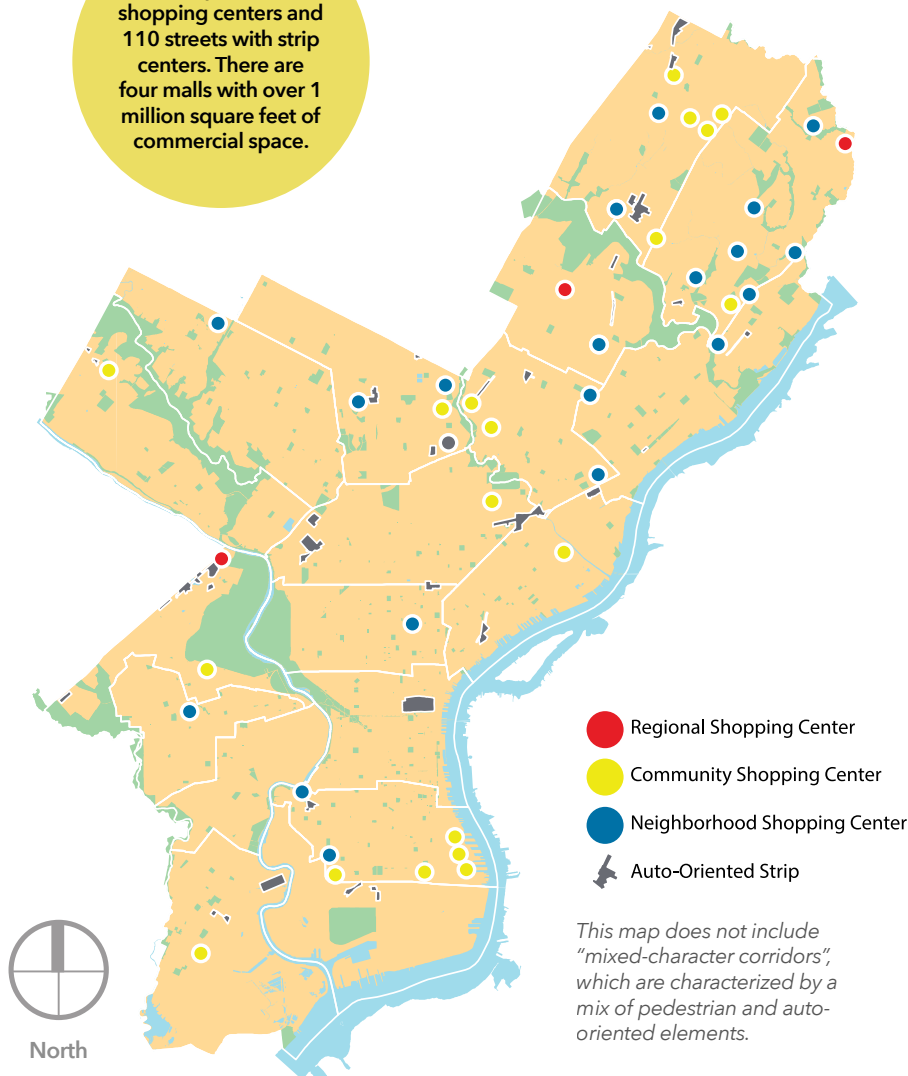 shopping centers and
110 streets with strip
centers. There are
four malls with over 1
million square feet of
commercial space.
Regional Shopping Center
Community Shopping Center
Neighborhood Shopping Center
Auto-Oriented Strip
This map does not include
“mixed-character corridors”,
which are characterized by a
mix of pedestrian and auto-
oriented elements.
North